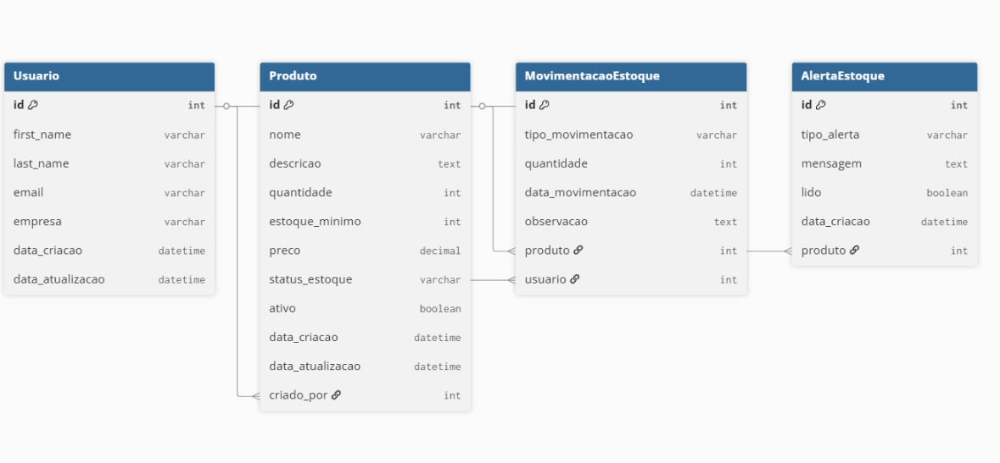 Usuario
id int
first_name varchar
last_name varchar
email varchar
empresa varchar
data_criacao datetime
data_atualizacao datetime
Produto
id int
nome varchar
descricao text
quantidade int
estoque_minimo int
preco decimal
status_estoque varchar
ativo boolean
data_criacao datetime
data_atualizacao datetime
criado_por int
MovimentacaoEstoque
id int
tipo_movimentacao varchar
quantidade int
data_movimentacao datetime
observacao text
produto int
usuario int
AlertaEstoque
id int
tipo_alerta varchar
mensagem text
lido boolean
data_criacao datetime
produto int